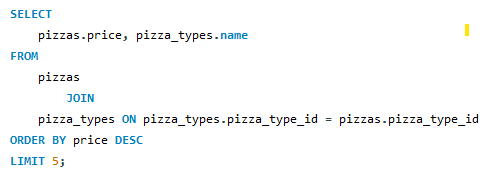 SELECT
pizzas.price, pizza_types.name
FROM
pizzas
JOIN
pizza_types ON pizza_types.pizza_type_id = pizzas.pizza_type_id
ORDER BY price DESC
LIMIT 5;